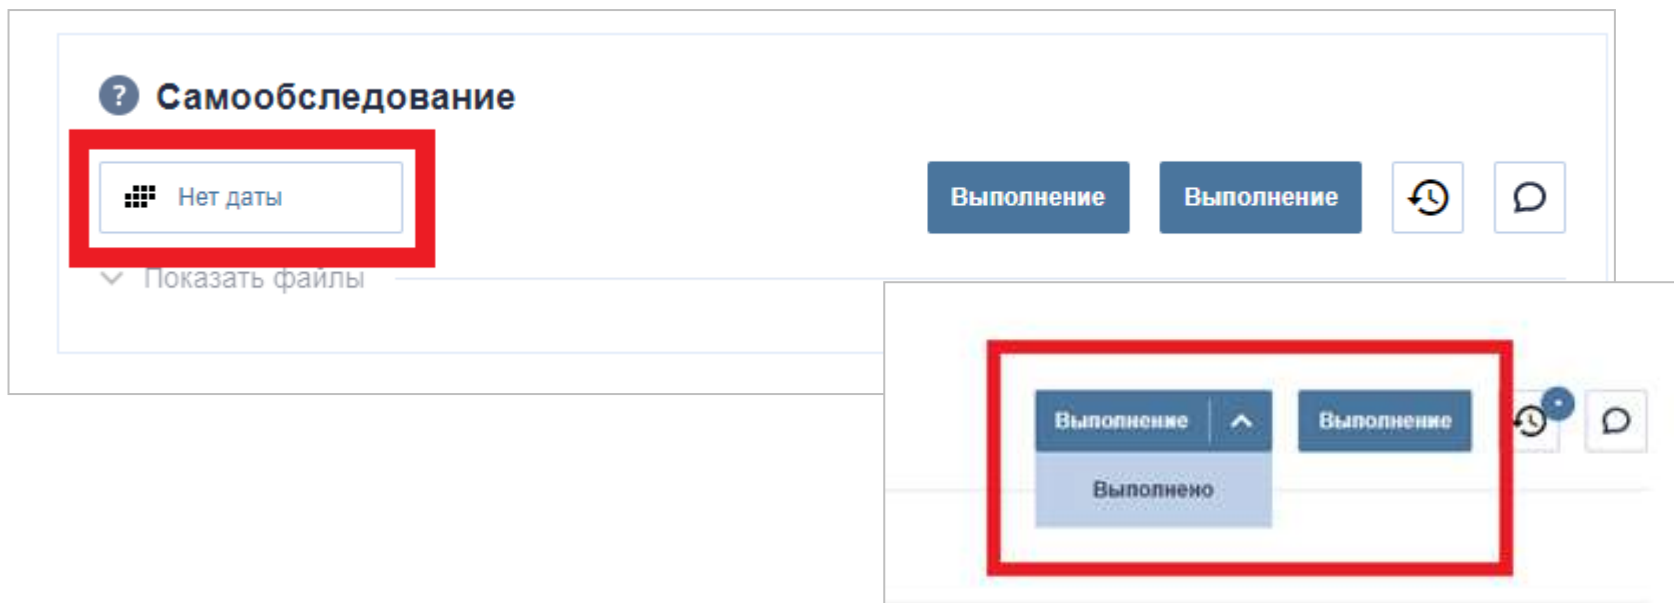 ? Самообследование
Нет даты
Выполнение Выполнение
Показать файлы
Выполнение Выполнение
Выполнено